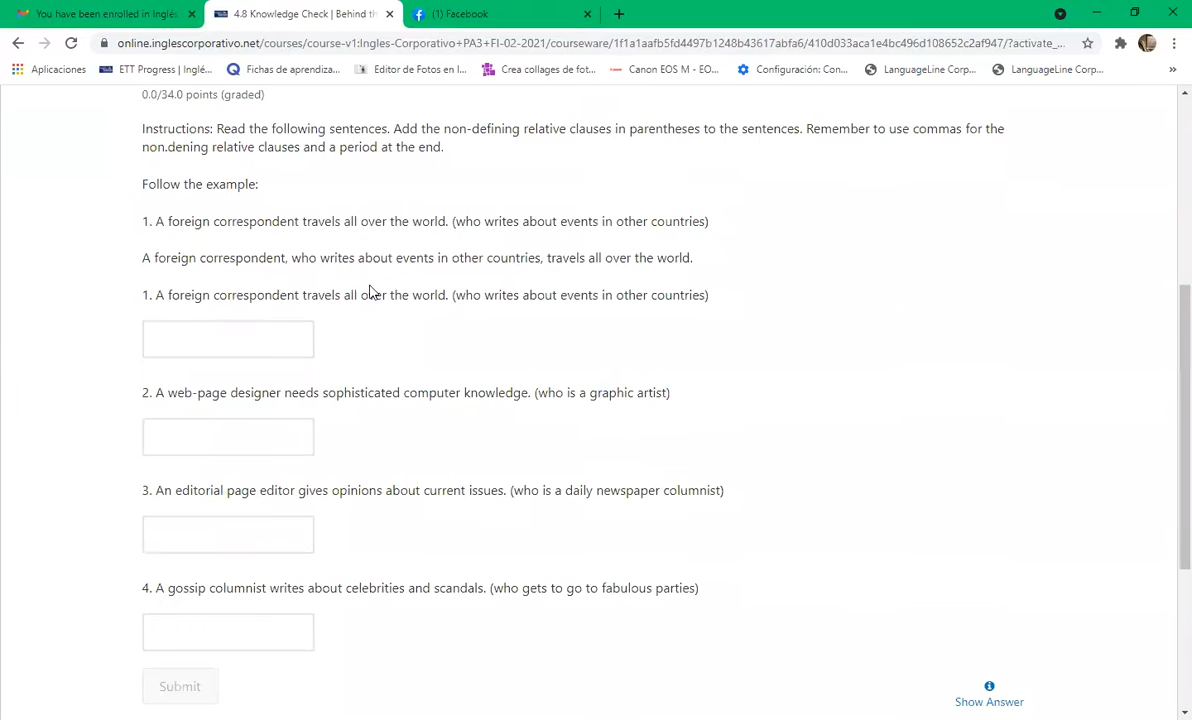 You have been enrolled in Inglés
4.8 Knowledge Check | Behind th
(1) Facebook
online.inglescorporativo.net/courses/course-v1:Ingles-Corporativo+PA3+FI-02-2021/courseware/1f1a1aafb5fd4497b1248b43617abfa6/410d033aca1e4bc496d108652c2af947/?activate_...
Aplicaciones
ETT Progress | Inglé...
Fichas de aprendiza...
Editor de Fotos en l...
Crea collages de fot...
Canon EOS M - EO...
Configuración: Con...
LanguageLine Corp...
LanguageLine Corp...
0.0/34.0 points (graded)
Instructions: Read the following sentences. Add the non-defining relative clauses in parentheses to the sentences. Remember to use commas for the
non.dening relative clauses and a period at the end.
Follow the example:
1. A foreign correspondent travels all over the world. (who writes about events in other countries)
A foreign correspondent, who writes about events in other countries, travels all over the world.
1. A foreign correspondent travels all over the world. (who writes about events in other countries)
2. A web-page designer needs sophisticated computer knowledge. (who is a graphic artist)
3. An editorial page editor gives opinions about current issues. (who is a daily newspaper columnist)
4. A gossip columnist writes about celebrities and scandals. (who gets to go to fabulous parties)
Submit
Show Answer